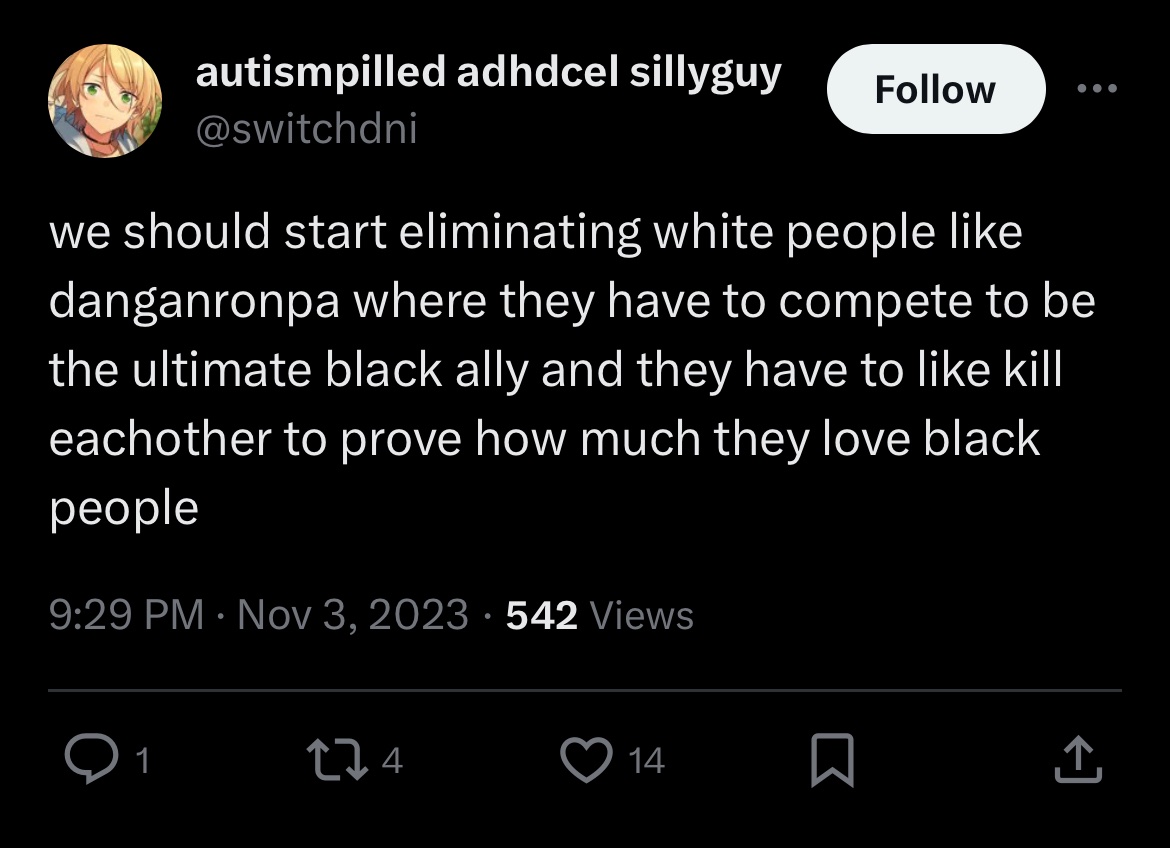 autismpilled adhdcel sillyguy
Follow
@switchdni
we should start eliminating white people like
danganronpa where they have to compete to be
the ultimate black ally and they have to like kill
eachother to prove how much they love black
people
9:29 PM · Nov 3, 2023 · 542 Views
1 4 14